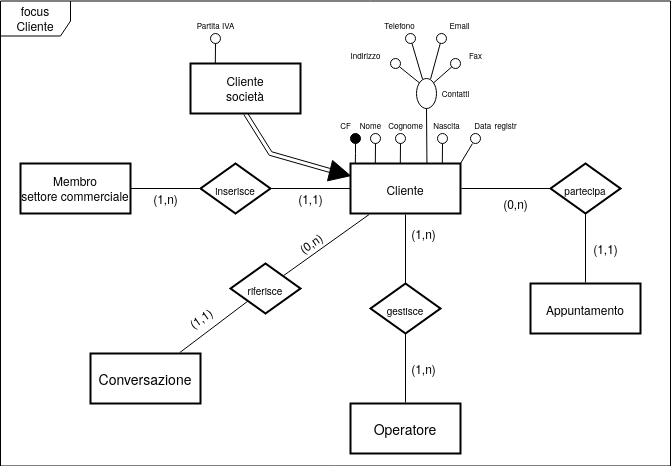 focus
Cliente
Partita IVA
Telefono
Email
Indirizzo
Fax
Cliente
società
Contatti
CF
Nome
Cognome
Nascita
Data registr
Membro
settore commerciale
(1,n)
inserisce
(1,1)
Cliente
(0,n)
partecipa
(0,n)
(1,n)
(1,1)
riferisce
gestisce
Appuntamento
(1,1)
Conversazione
(1,n)
Operatore